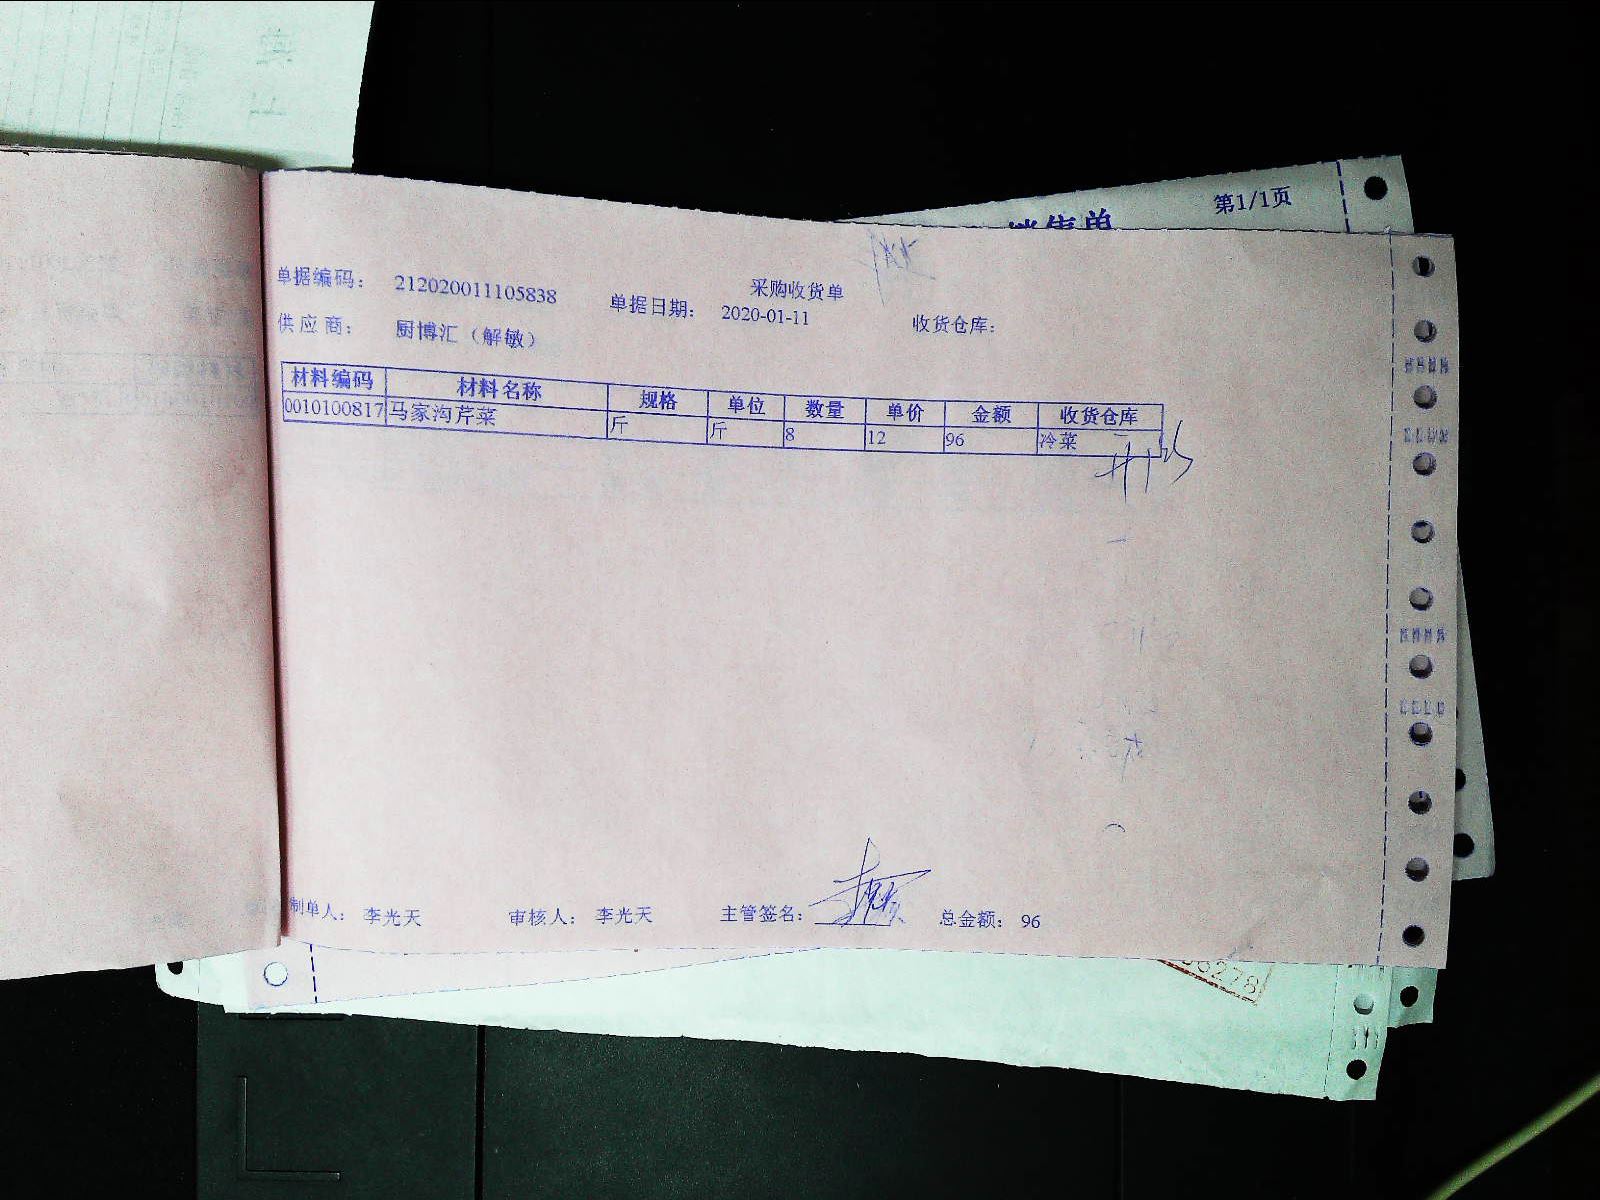 第1/1页
销售单
采购收货单
单据编码： 212020011105838 单据日期： 2020-01-11 收货仓库：
供应商： 厨博汇（解敏）
材料编码 材料名称 规格 单位 数量 单价 金额 收货仓库
0010100817 马家沟芹菜 斤 斤 8 12 96 冷菜
制单人： 李光天 审核人： 李光天 主管签名： 总金额： 96
278